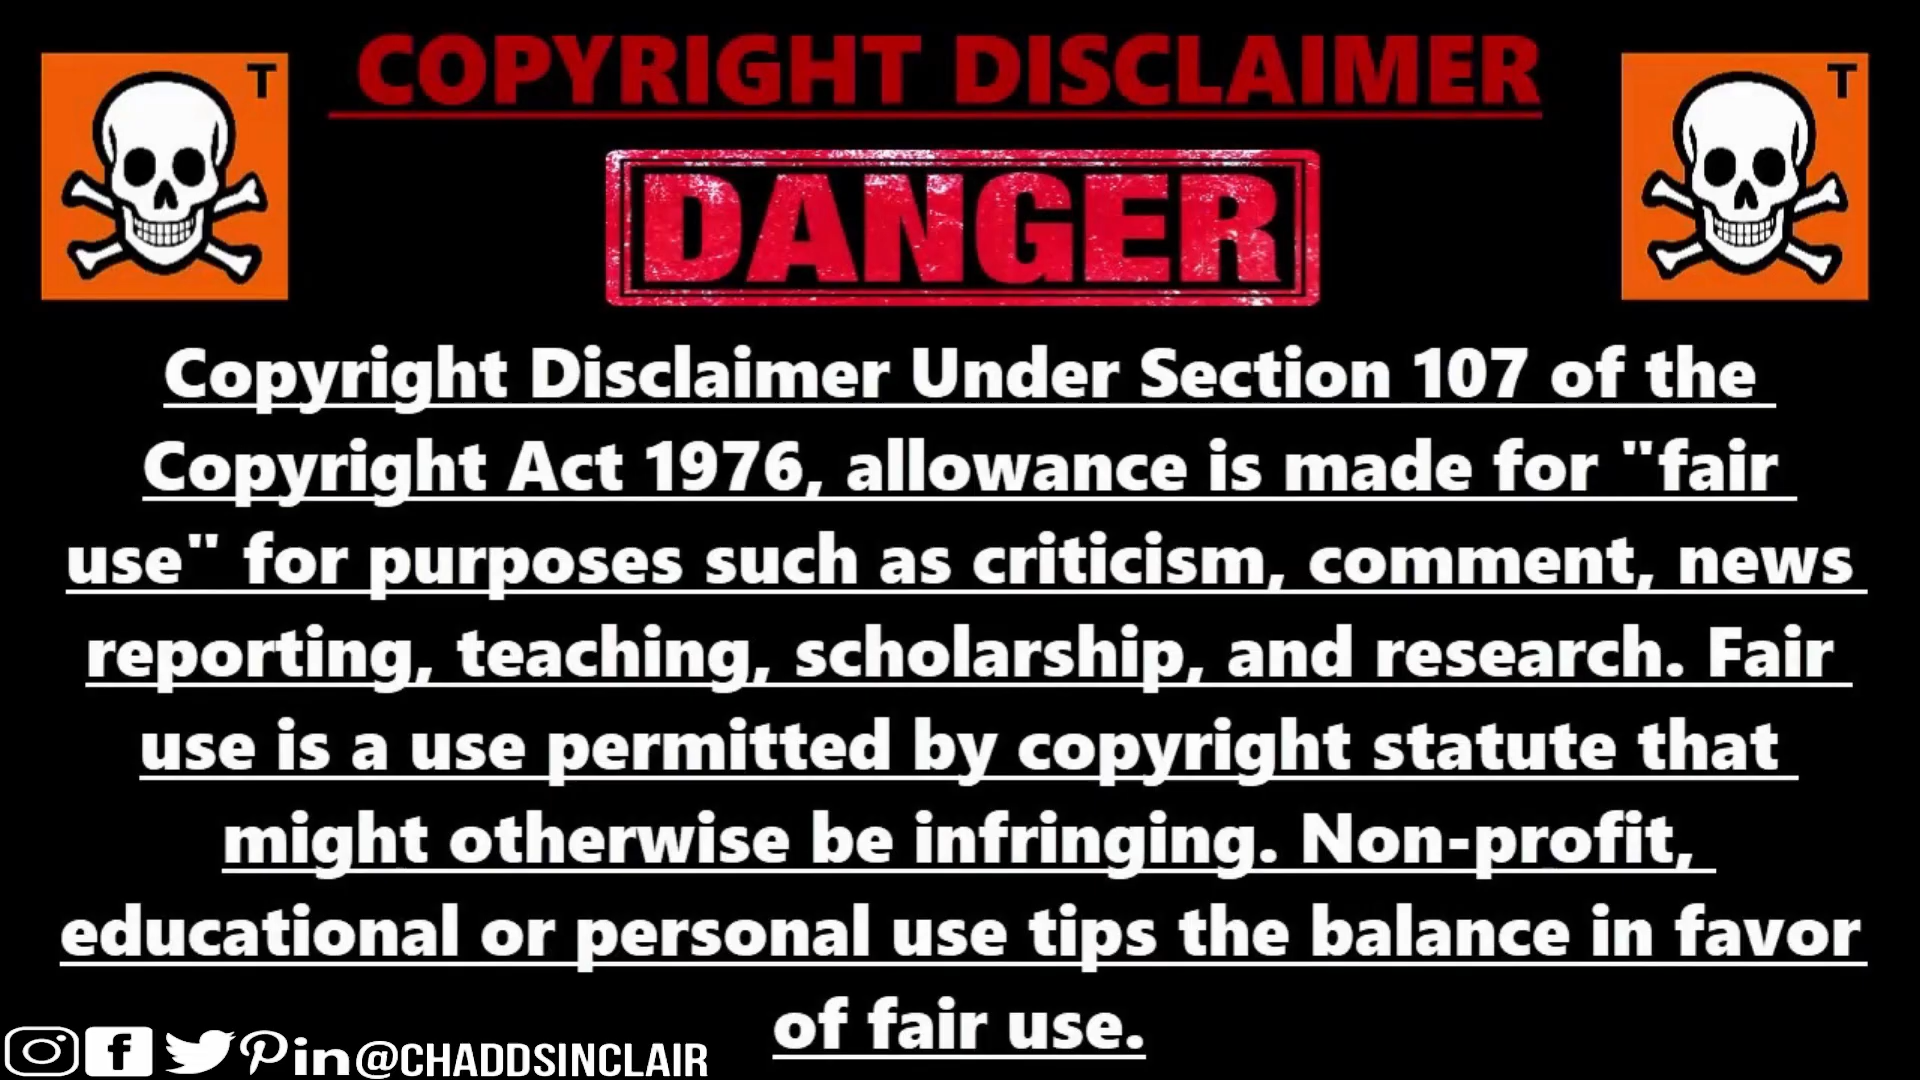 T
COPYRIGHT DISCLAIMER
T
DANGER
Copyright Disclaimer Under Section 107 of the
Copyright Act 1976, allowance is made for "fair
use" for purposes such as criticism, comment, news
reporting, teaching, scholarship, and research. Fair
use is a use permitted by copyright statute that
might otherwise be infringing. Non-profit,
educational or personal use tips the balance in favor
of fair use.
@CHADDSINCLAIR